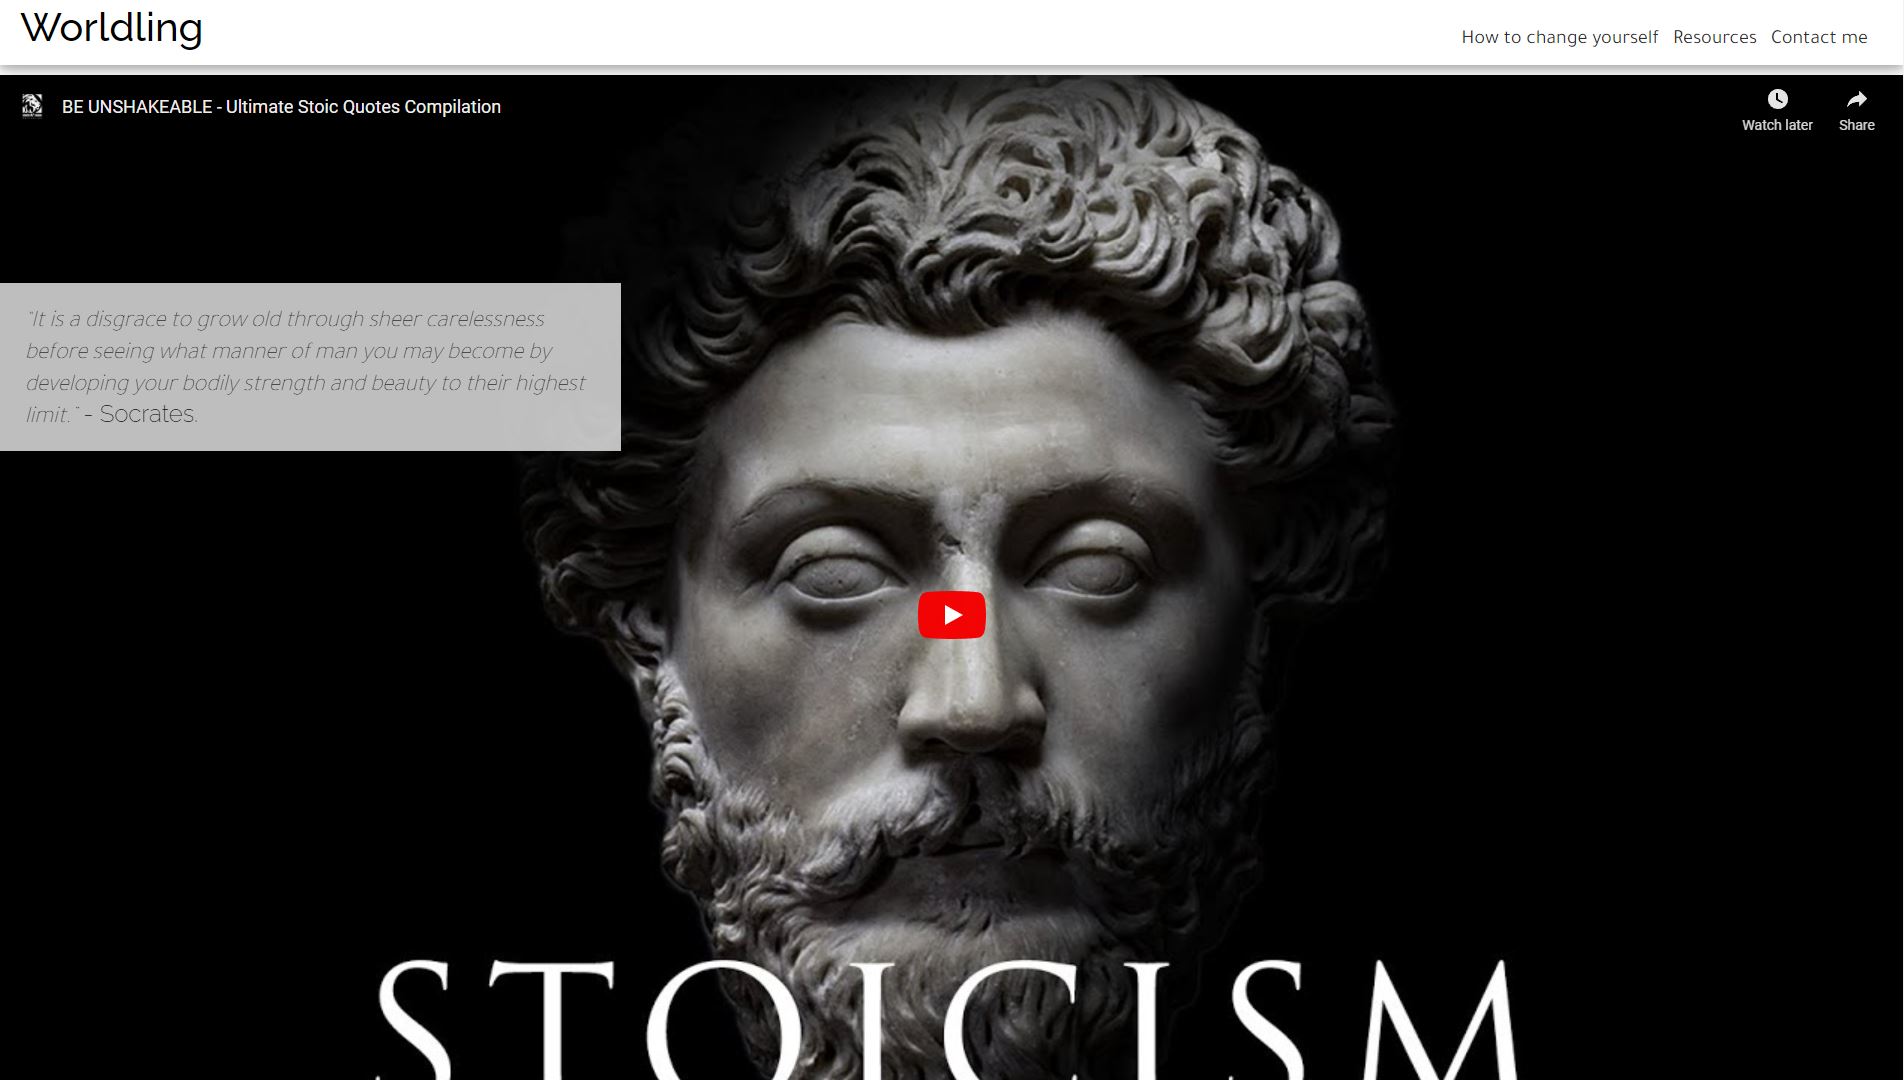 Worldling
How to change yourself Resources Contact me
BE UNSHAKEABLE - Ultimate Stoic Quotes Compilation
Watch later
Share
"It is a disgrace to grow old through sheer carelessness
before seeing what manner of man you may become by
developing your bodily strength and beauty to their highest
limit." - Socrates.
STOICISM